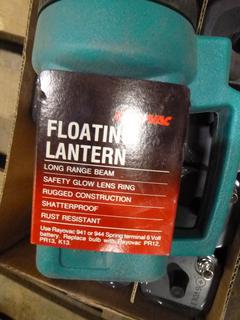 RAYOVAC
FLOATING
LANTERN
LONG RANGE BEAM
SAFETY GLOW LENS RING
RUGGED CONSTRUCTION
SHATTERPROOF
RUST RESISTANT
Use Rayovac 941 or 944 Spring terminal 6 Volt
battery. Replace bulb with Rayovac PR12,
PR13, K13.